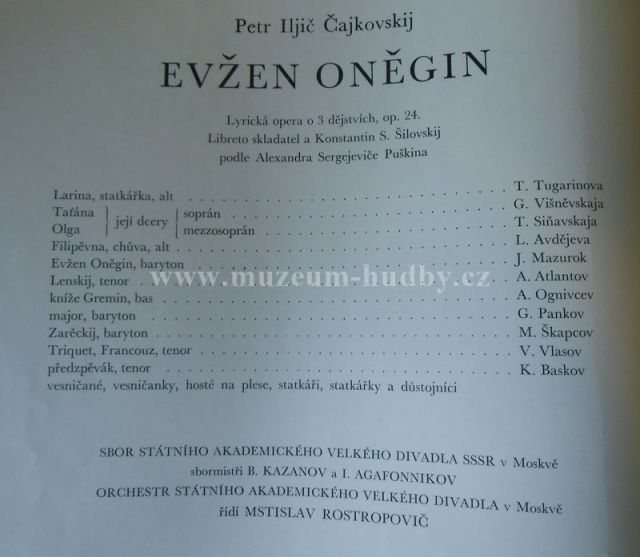 Petr Iljič Čajkovskij
EVŽEN ONĚGIN
Lyrická opera o 3 dějstvích, op. 24.
Libreto skladatel a Konstantin S. Šilovskij
podle Alexandra Sergejeviče Puškina
Larina, statkářka, alt . . . . . . . . . . . . . . . . . . . T. Tugarinova
Taťána } její dcery { soprán . . . . . . . . . . . . . . . . G. Višněvskaja
Olga } její dcery { mezzosoprán . . . . . . . . . . . . . . T. Siňavskaja
Filipěvna, chůva, alt . . . . . . . . . . . . . . . . . . . L. Avdějeva
Evžen Oněgin, baryton . . . . . . . . . . . . . . . . . . . J. Mazurok
Lenskij, tenor . . . . . . . . . . . . . . . . . . . A. Atlantov
kníže Gremin, bas . . . . . . . . . . . . . . . . . . . A. Ognivcev
major, baryton . . . . . . . . . . . . . . . . . . . G. Pankov
Zarěckij, baryton . . . . . . . . . . . . . . . . . . . M. Škapcov
Triquet, Francouz, tenor . . . . . . . . . . . . . . . . . . . V. Vlasov
předzpěvák, tenor . . . . . . . . . . . . . . . . . . . K. Baskov
vesničané, vesničanky, hosté na plese, statkáři, statkářky a důstojníci
www.muzeum-hudby.cz
SBOR STÁTNÍHO AKADEMICKÉHO VELKÉHO DIVADLA SSSR v Moskvě
sbormistři B. KAZANOV a I. AGAFONNIKOV
ORCHESTR STÁTNÍHO AKADEMICKÉHO VELKÉHO DIVADLA v Moskvě
řídí MSTISLAV ROSTROPOVIČ